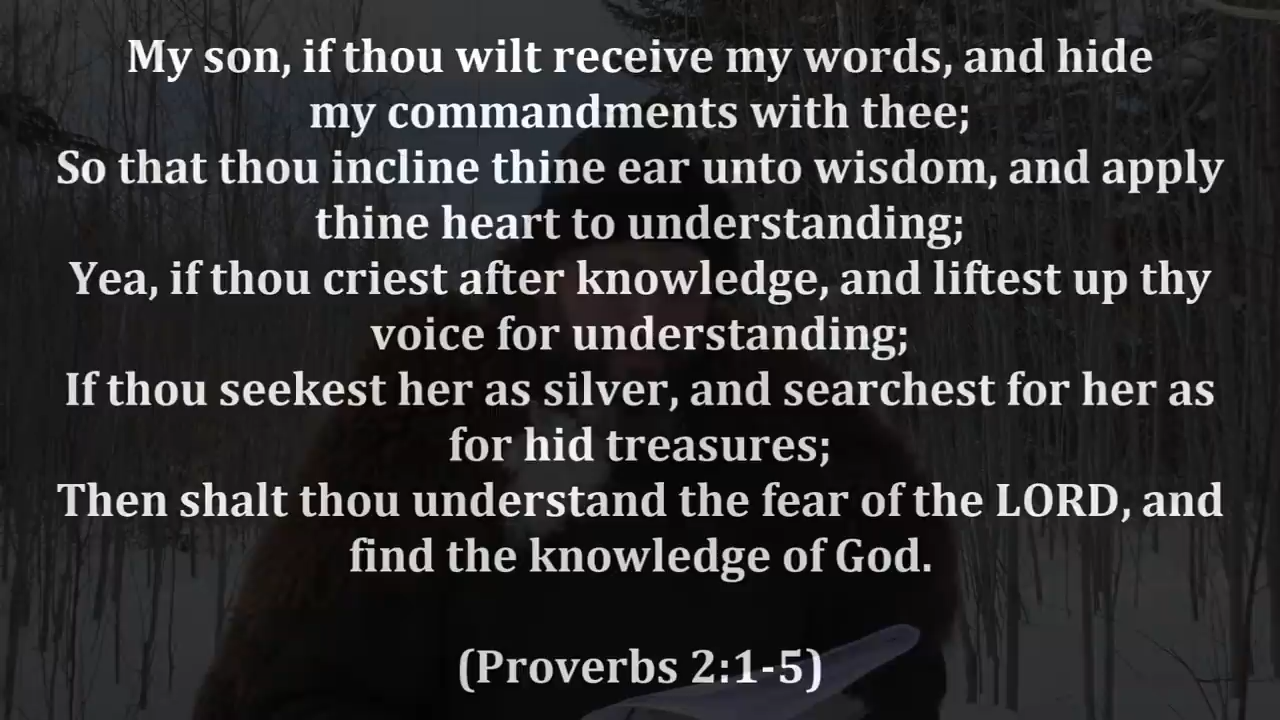 My son, if thou wilt receive my words, and hide
my commandments with thee;
So that thou incline thine ear unto wisdom, and apply
thine heart to understanding;
Yea, if thou criest after knowledge, and liftest up thy
voice for understanding;
If thou seekest her as silver, and searchest for her as
for hid treasures;
Then shalt thou understand the fear of the LORD, and
find the knowledge of God.
(Proverbs 2:1-5)